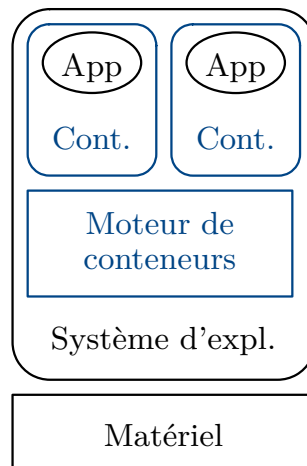 App
App
Cont.
Cont.
Moteur de
conteneurs
Système d'expl.
Matériel